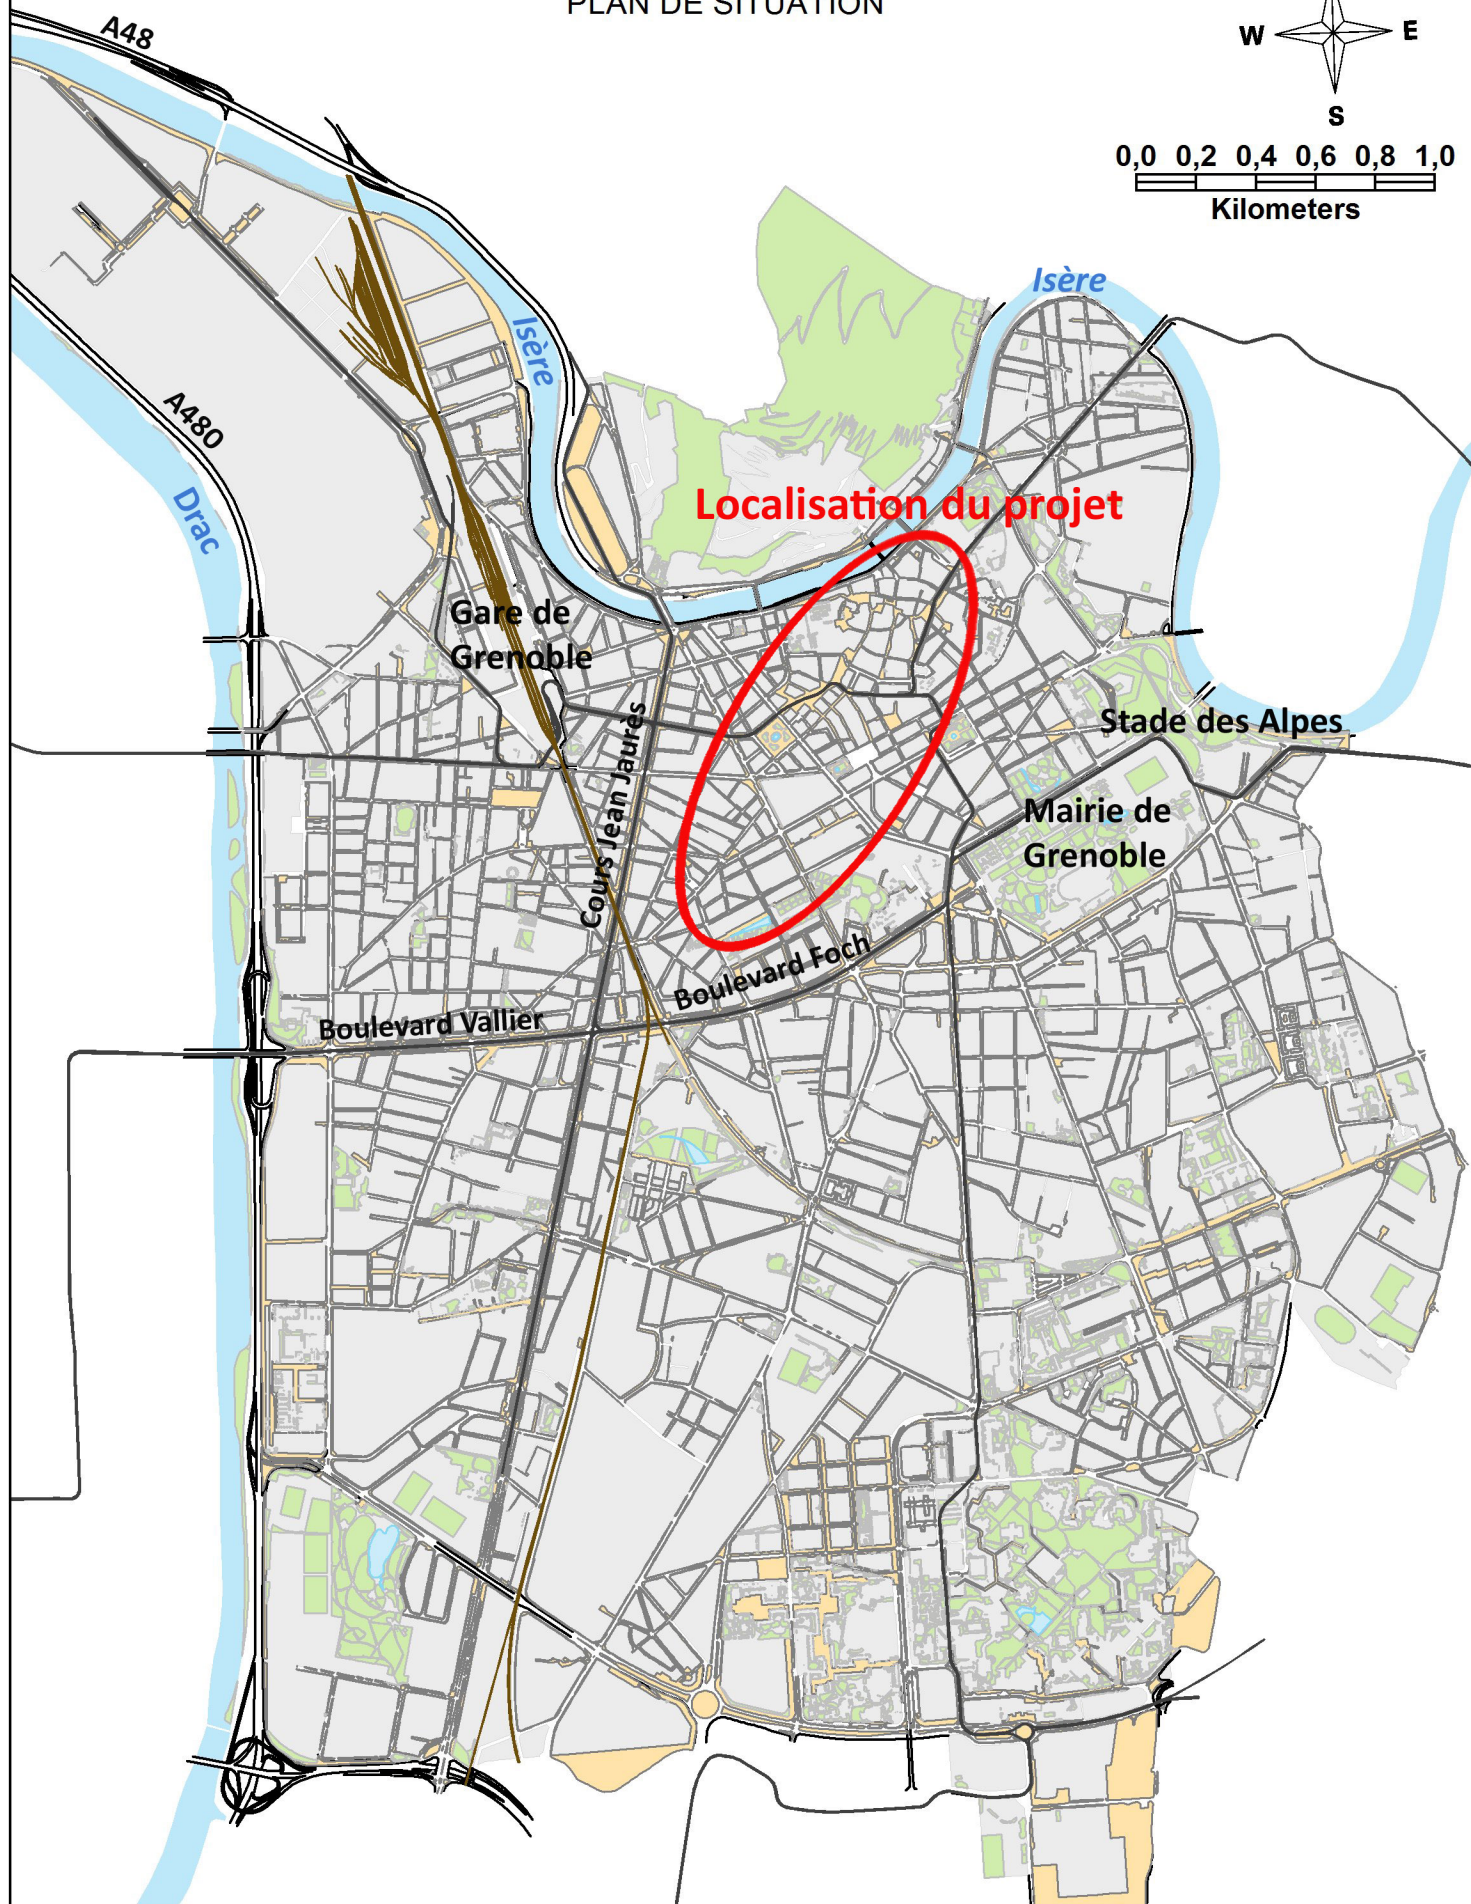 PLAN DE SITUATION
A48
W E
S
0,0 0,2 0,4 0,6 0,8 1,0
Kilometers
Isère
Isère
A480
Drac
Localisation du projet
Gare de
Grenoble
Cours Jean Jaurès
Stade des Alpes
Mairie de
Grenoble
Boulevard Foch
Boulevard Vallier